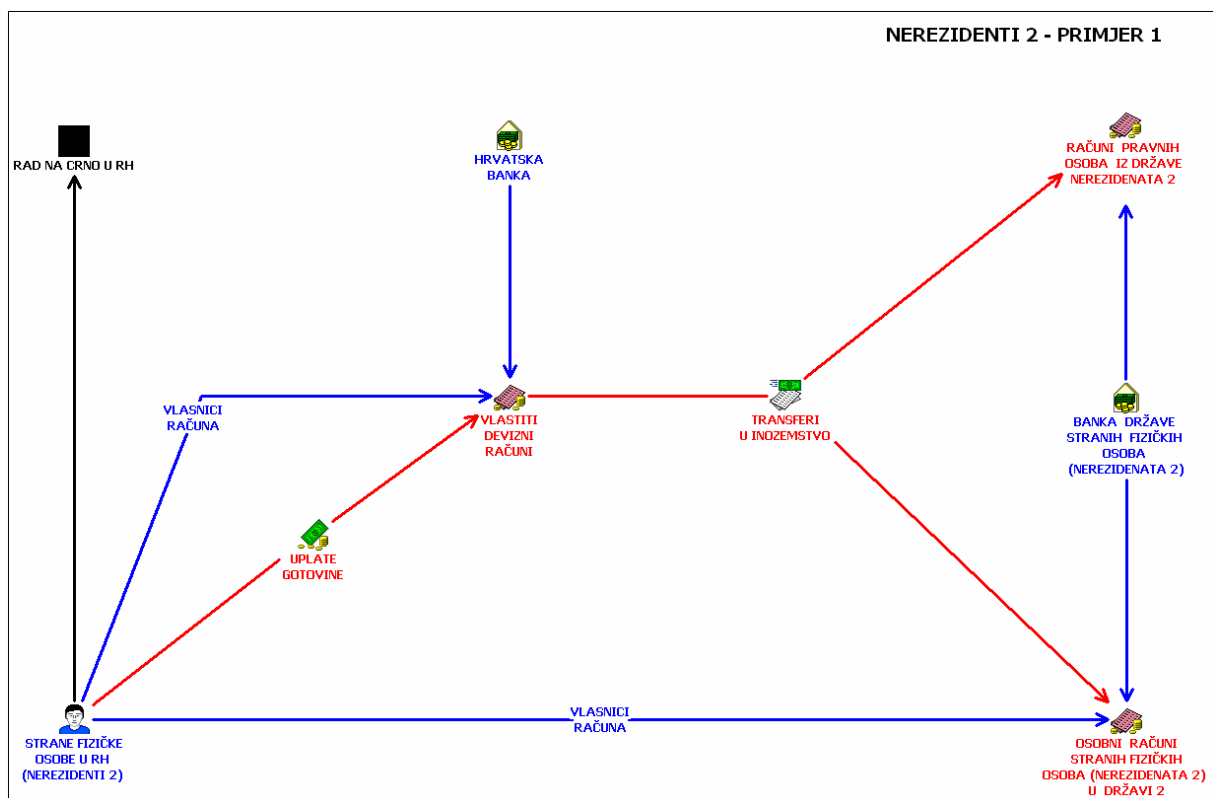 NEREZIDENTI 2 - PRIMJER 1
RAD NA CRNO U RH
HRVATSKA
BANKA
RAČUNI PRAVNIH
OSOBA IZ DRŽAVE
NEREZIDENATA 2
VLASNICI
RAČUNA
VLASTITI
DEVIZNI
RAČUNI
TRANSFERI
U INOZEMSTVO
BANKA DRŽAVE
STRANIH FIZIČKIH
OSOBA
(NEREZIDENATA 2)
UPLATE
GOTOVINE
STRANE FIZIČKE
OSOBE U RH
(NEREZIDENTI 2)
VLASNICI
RAČUNA
OSOBNI RAČUNI
STRANIH FIZIČKIH
OSOBA (NEREZIDENATA 2)
U DRŽAVI 2